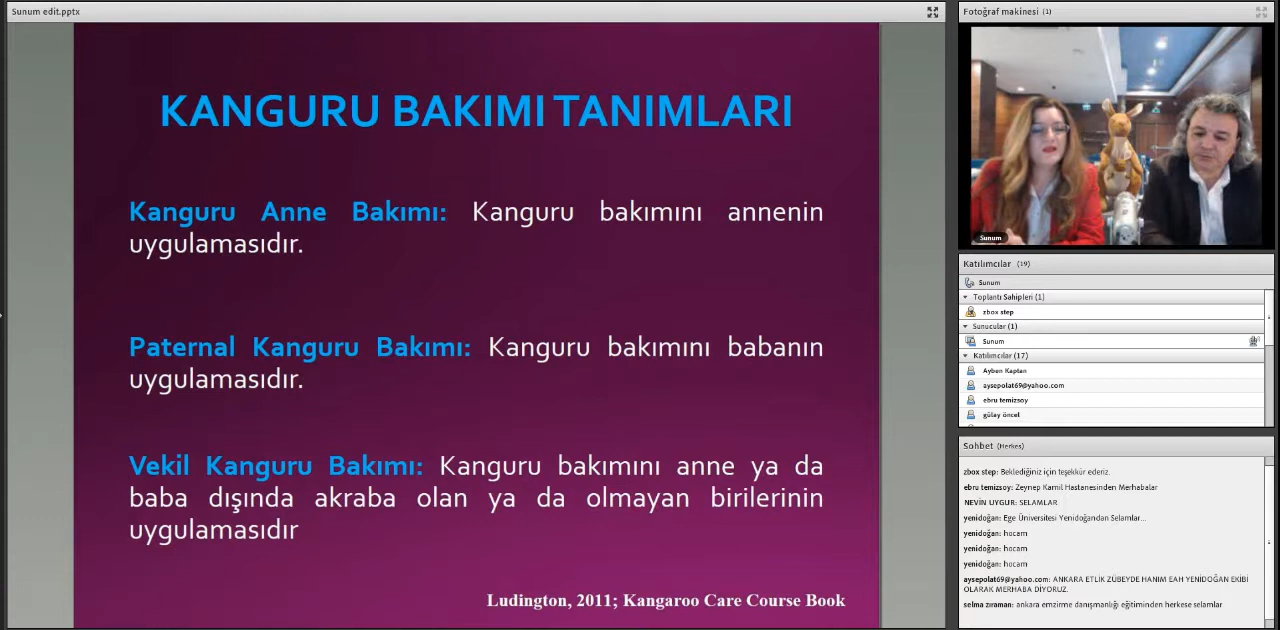 Sunum edit.pptx
KANGURU BAKIMI TANIMLARI
Kanguru Anne Bakımı: Kanguru bakımını annenin
uygulamasıdır.
Paternal Kanguru Bakımı: Kanguru bakımını babanın
uygulamasıdır.
Vekil Kanguru Bakımı: Kanguru bakımını anne ya da
baba dışında akraba olan ya da olmayan birilerinin
uygulamasıdır
Ludington, 2011; Kangaroo Care Course Book
Fotoğraf makinesi (1)
Sunum
Katılımcılar (19)
Sunum
Toplantı Sahipleri (1)
zbox step
Sunucular (1)
Sunum
Katılımcılar (17)
Ayben Kaptan
aysepolat69@yahoo.com
ebru temizsoy
gülay öncel
Sohbet (Herkes)
zbox step: Beklediğiniz için teşekkür ederiz.
ebru temizsoy: Zeynep Kamil Hastanesinden Merhabalar
NEVİN UYGUR: SELAMLAR
yenidoğan: Ege Üniversitesi Yenidoğandan Selamlar...
yenidoğan: hocam
yenidoğan: hocam
yenidoğan: hocam
aysepolat69@yahoo.com: ANKARA ETLIK ZÜBEYDE HANIM EAH YENİDOĞAN EKİBİ
OLARAK MERHABA DİYORUZ.
selma zıraman: ankara emzirme danışmanlığı eğitiminden herkese selamlar